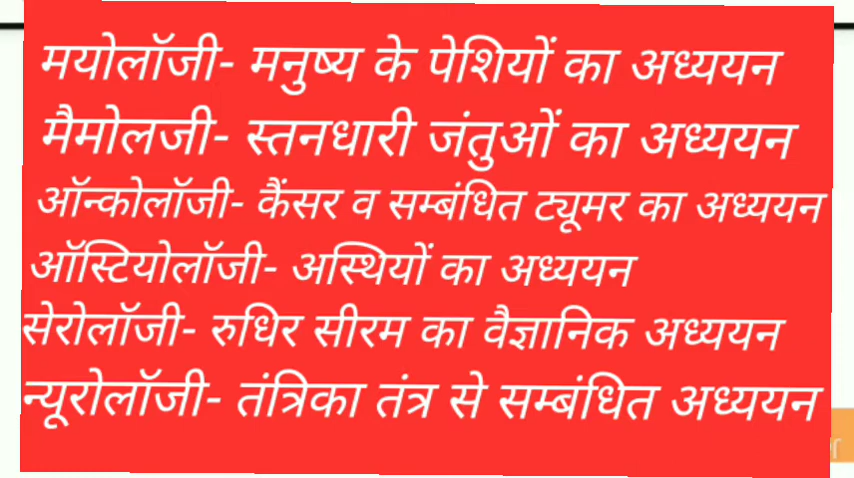 मयोलॉजी- मनुष्य के पेशियों का अध्ययन
मैमोलजी- स्तनधारी जंतुओं का अध्ययन
ऑन्कोलॉजी- कैंसर व सम्बंधित ट्यूमर का अध्ययन
ऑस्टियोलॉजी- अस्थियों का अध्ययन
सेरोलॉजी- रुधिर सीरम का वैज्ञानिक अध्ययन
न्यूरोलॉजी- तंत्रिका तंत्र से सम्बंधित अध्ययन